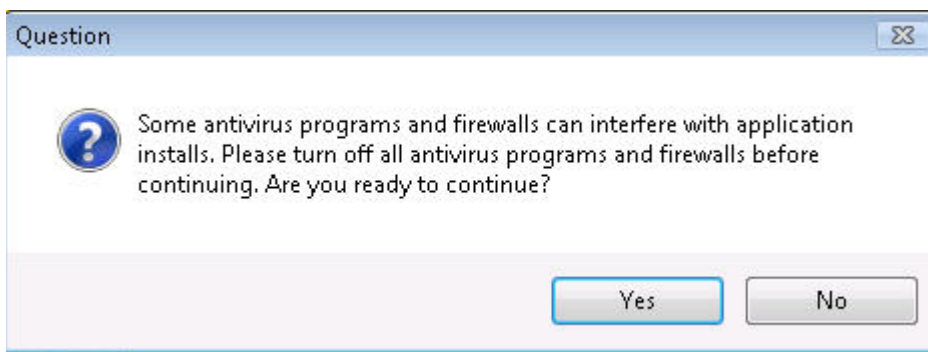 Question
Some antivirus programs and firewalls can interfere with application
installs. Please turn off all antivirus programs and firewalls before
continuing. Are you ready to continue?
Yes
No